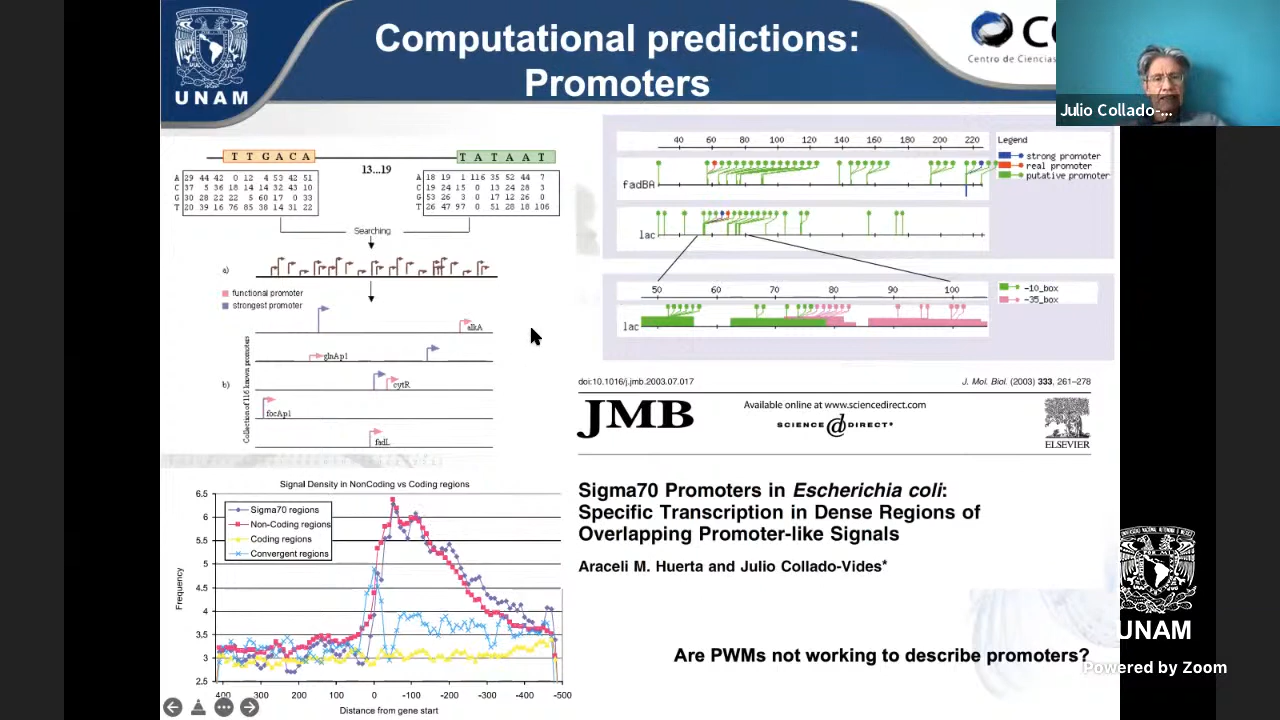 Computational predictions:
Promoters
UNAM
Centro de Ciencias
Julio Collado-...
T T G A C A
13...19
T A T A A T
A 29 44 42 0 12 4 53 42 51
C 37 5 36 18 14 14 32 43 10
G 30 28 22 22 5 60 17 0 33
T 20 39 16 76 85 38 14 31 22
A 18 19 1 116 35 52 44 7
C 19 24 15 0 13 24 28 3
G 53 26 3 0 17 12 26 0
T 26 47 97 0 51 28 18 106
Searching
a)
functional promoter
strongest promoter
alkA
glnAp1
b)
cytR
focAp1
fadL
Collection of 116 known promoters
40 60 80 100 120 140 160 180 200 220
Legend
strong promoter
real promoter
putative promoter
fadBA
lac
50 60 70 80 90 100
-10_box
-35_box
lac
doi:10.1016/j.jmb.2003.07.017
J. Mol. Biol. (2003) 333, 261–278
JMB
Available online at www.sciencedirect.com
SCIENCE @ DIRECT•
ELSEVIER
Sigma70 Promoters in Escherichia coli:
Specific Transcription in Dense Regions of
Overlapping Promoter-like Signals
Araceli M. Huerta and Julio Collado-Vides*
Signal Density in NonCoding vs Coding regions
Sigma70 regions
Non-Coding regions
Coding regions
Convergent regions
Frequency
6.5
6
5.5
5
4.5
4
3.5
3
2.5
400 300 200 100 0 -100 -200 -300 -400 -500
Distance from gene start
Are PWMs not working to describe promoters?
UNAM
Powered by Zoom